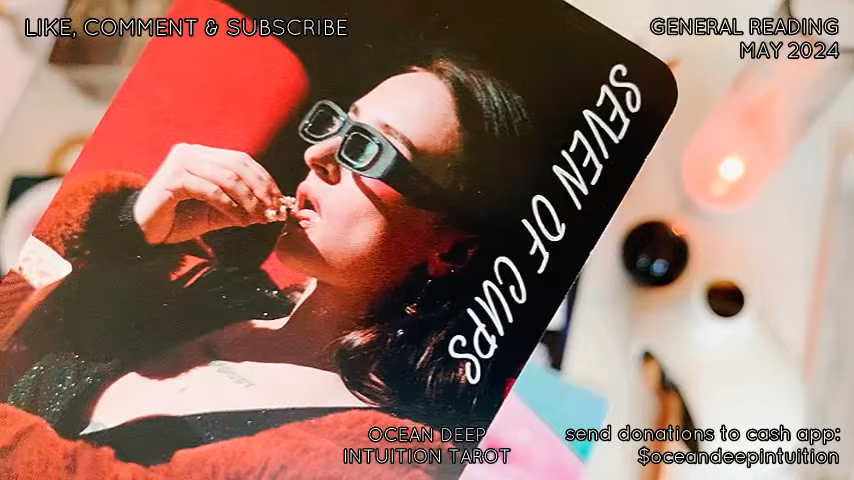 LIKE, COMMENT & SUBSCRIBE
GENERAL READING
MAY 2024
SEVEN OF CUPS
OCEAN DEEP
INTUITION TAROT
send donations to cash app:
$oceandeepintuition